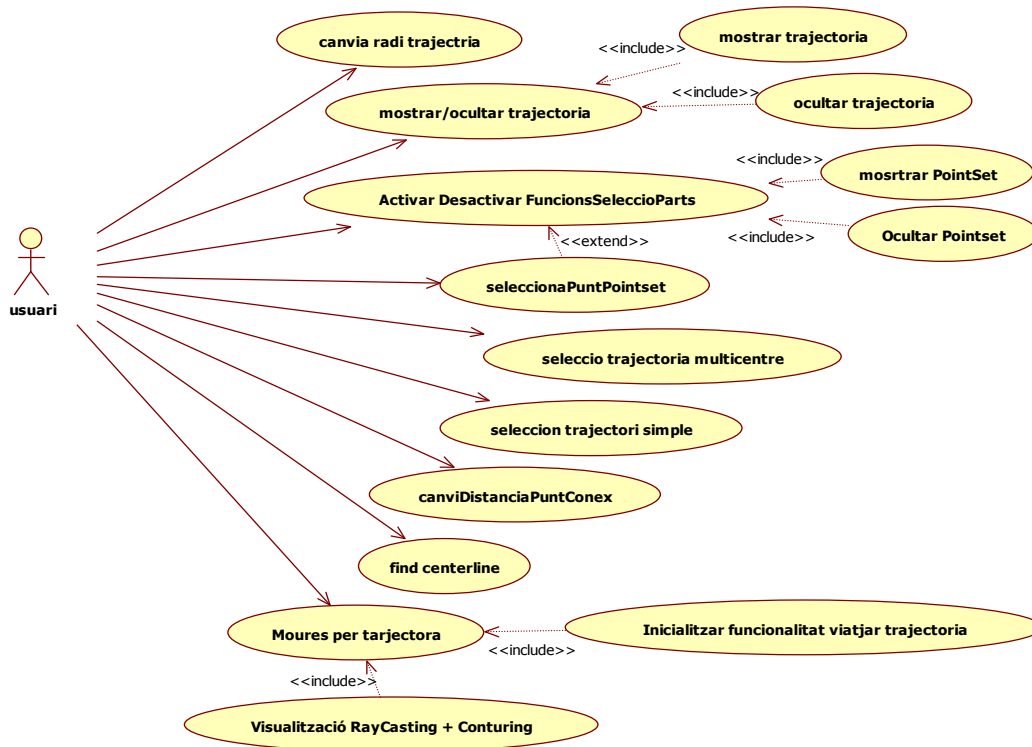 canvia radi trajectria
mostrar trajectoria
<<include>>
mostrar/ocultar trajectoria
<<include>>
ocultar trajectoria
Activar Desactivar FuncionsSeleccioParts
<<include>>
mosrtrar PointSet
<<include>>
Ocultar Pointset
<<extend>>
seleccionaPuntPointset
usuari
seleccio trajectoria multicentre
seleccion trajectori simple
canviDistanciaPuntConex
find centerline
Moures per tarjectora
Inicialitzar funcionalitat viatjar trajectoria
<<include>>
<<include>>
Visualització RayCasting + Conturing